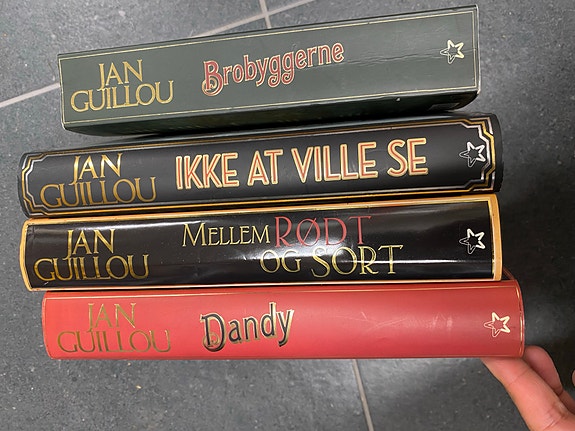 JAN
GUILLOU
Brobyggerne
JAN
GUILLOU
IKKE AT VILLE SE
JAN
GUILLOU
MELLEM RØDT
OG SORT
JAN
GUILLOU
Dandy